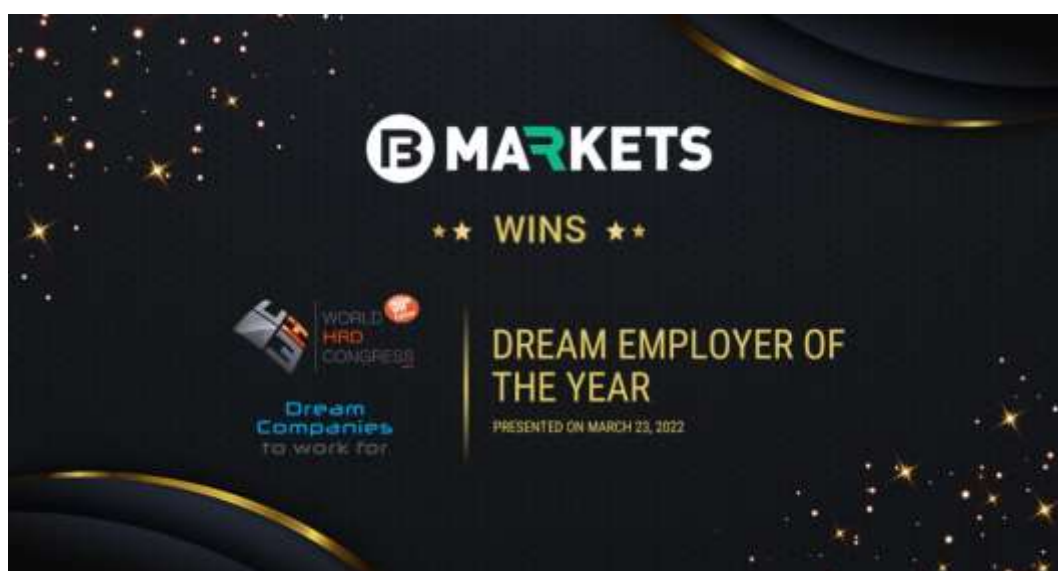 MARKETS
WINS
WORLD
HRD
CONGRESS
Dream
Companies
to work for
DREAM EMPLOYER OF
THE YEAR
PRESENTED ON MARCH 23, 2022